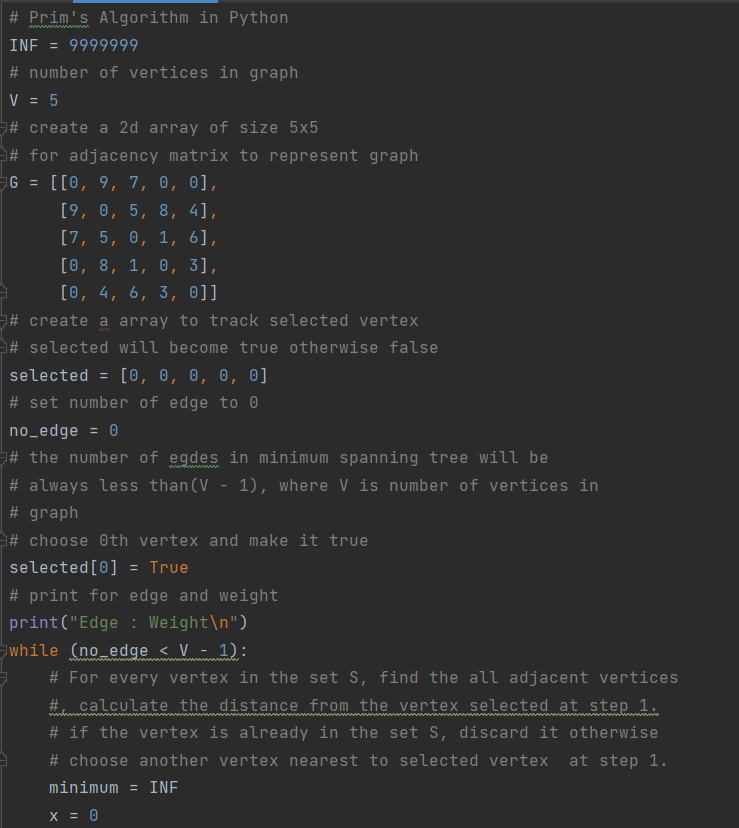 # Prim's Algorithm in Python
INF = 9999999
# number of vertices in graph
V = 5
# create a 2d array of size 5x5
# for adjacency matrix to represent graph
G = [[0, 9, 7, 0, 0],
     [9, 0, 5, 8, 4],
     [7, 5, 0, 1, 6],
     [0, 8, 1, 0, 3],
     [0, 4, 6, 3, 0]]
# create a array to track selected vertex
# selected will become true otherwise false
selected = [0, 0, 0, 0, 0]
# set number of edge to 0
no_edge = 0
# the number of egdes in minimum spanning tree will be
# always less than(V - 1), where V is number of vertices in
# graph
# choose 0th vertex and make it true
selected[0] = True
# print for edge and weight
print("Edge : Weight\n")
while (no_edge < V - 1):
    # For every vertex in the set S, find the all adjacent vertices
    #, calculate the distance from the vertex selected at step 1.
    # if the vertex is already in the set S, discard it otherwise
    # choose another vertex nearest to selected vertex  at step 1.
    minimum = INF
    x = 0